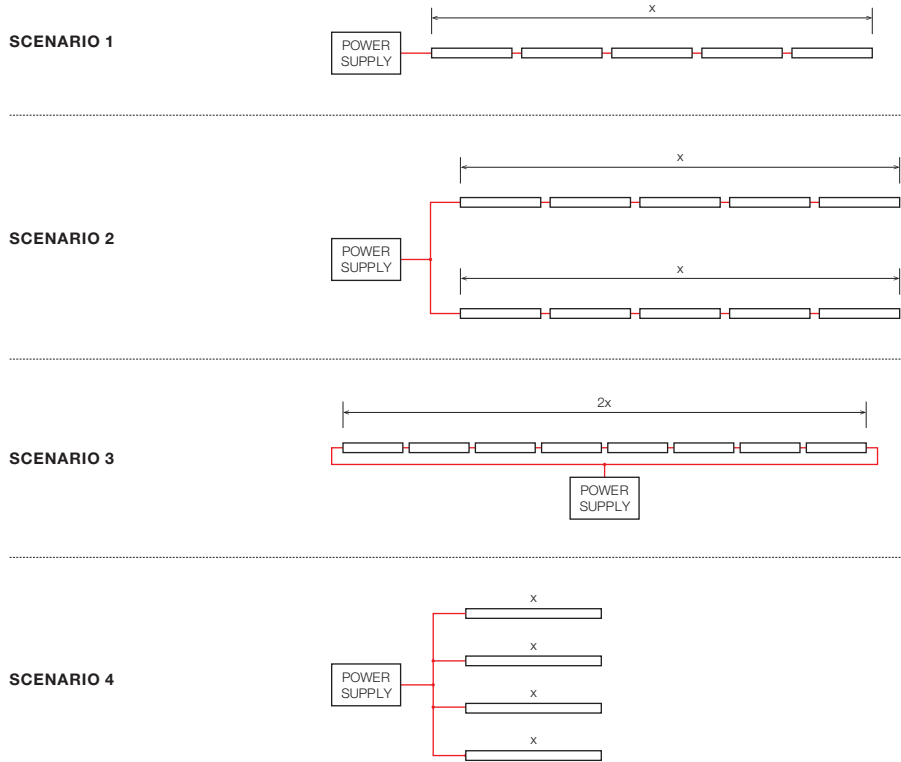 x
SCENARIO 1
POWER
SUPPLY
x
SCENARIO 2
POWER
SUPPLY
x
2x
SCENARIO 3
POWER
SUPPLY
x
x
SCENARIO 4
POWER
SUPPLY
x
x